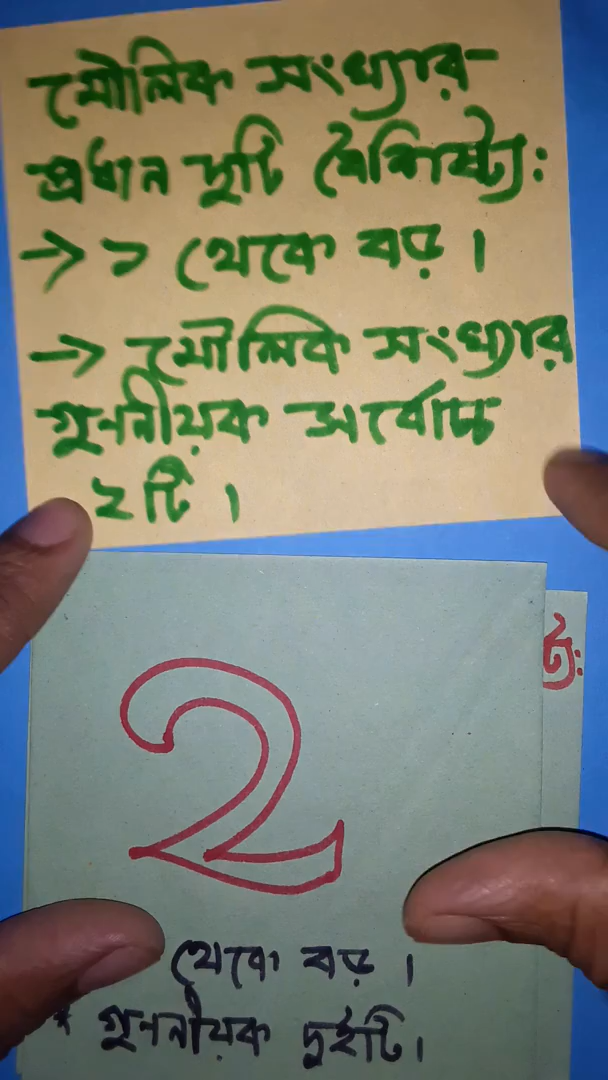 মৌলিক সংখ্যার
প্রধান দুটি বৈশিষ্ট্য:
→ ১ থেকে বড়।
→ মৌলিক সংখ্যার
গুণনীয়ক সর্বোচ্চ
২টি।
2
থেকে বড়।
* গুণনীয়ক দুইটি।